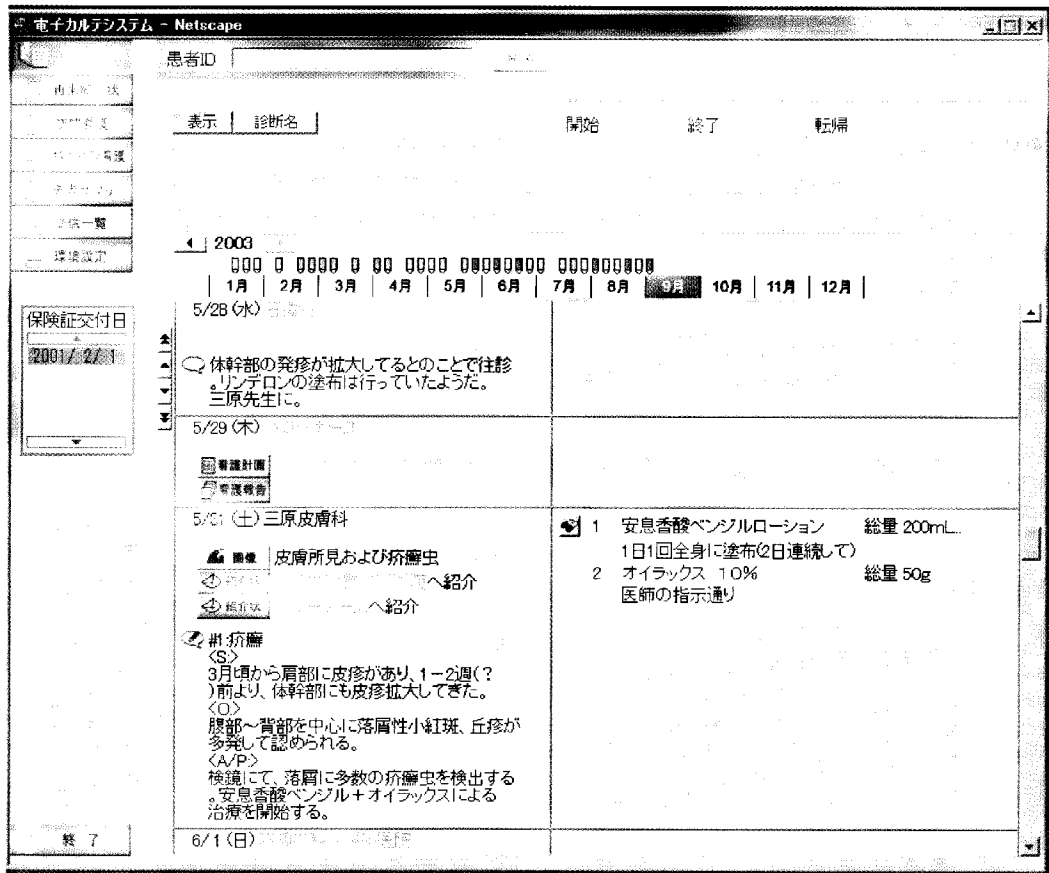 電子カルテシステム - Netscape
患者ID
看護
一覧
環境設定
表示 診断名 開始 終了 転帰
2003
1月 2月 3月 4月 5月 6月 7月 8月 9月 10月 11月 12月
保険証交付日
2001/ 2/ 1
5/28 (水)
体幹部の発疹が拡大してるとのことで往診
。リンデロンの塗布は行っていたようだ。
三原先生に。
5/29 (木)
看護計画
看護報告
5/31 (土) 三原皮膚科
画像 皮膚所見および疥癬虫
へ紹介
紹介状 へ紹介
#1:疥癬
<S:>
3月頃から肩部に皮疹があり、1-2週(?
)前より、体幹部にも皮疹拡大してきた。
<O:>
腹部～背部を中心に落屑性小紅斑、丘疹が
多発して認められる。
<A/P:>
検鏡にて、落屑に多数の疥癬虫を検出する
。安息香酸ベンジル+オイラックスによる
治療を開始する。
1 安息香酸ベンジルローション 総量 200mL..
1日1回全身に塗布(2日連続して)
2 オイラックス 10% 総量 50g
医師の指示通り
6/1 (日)
終了